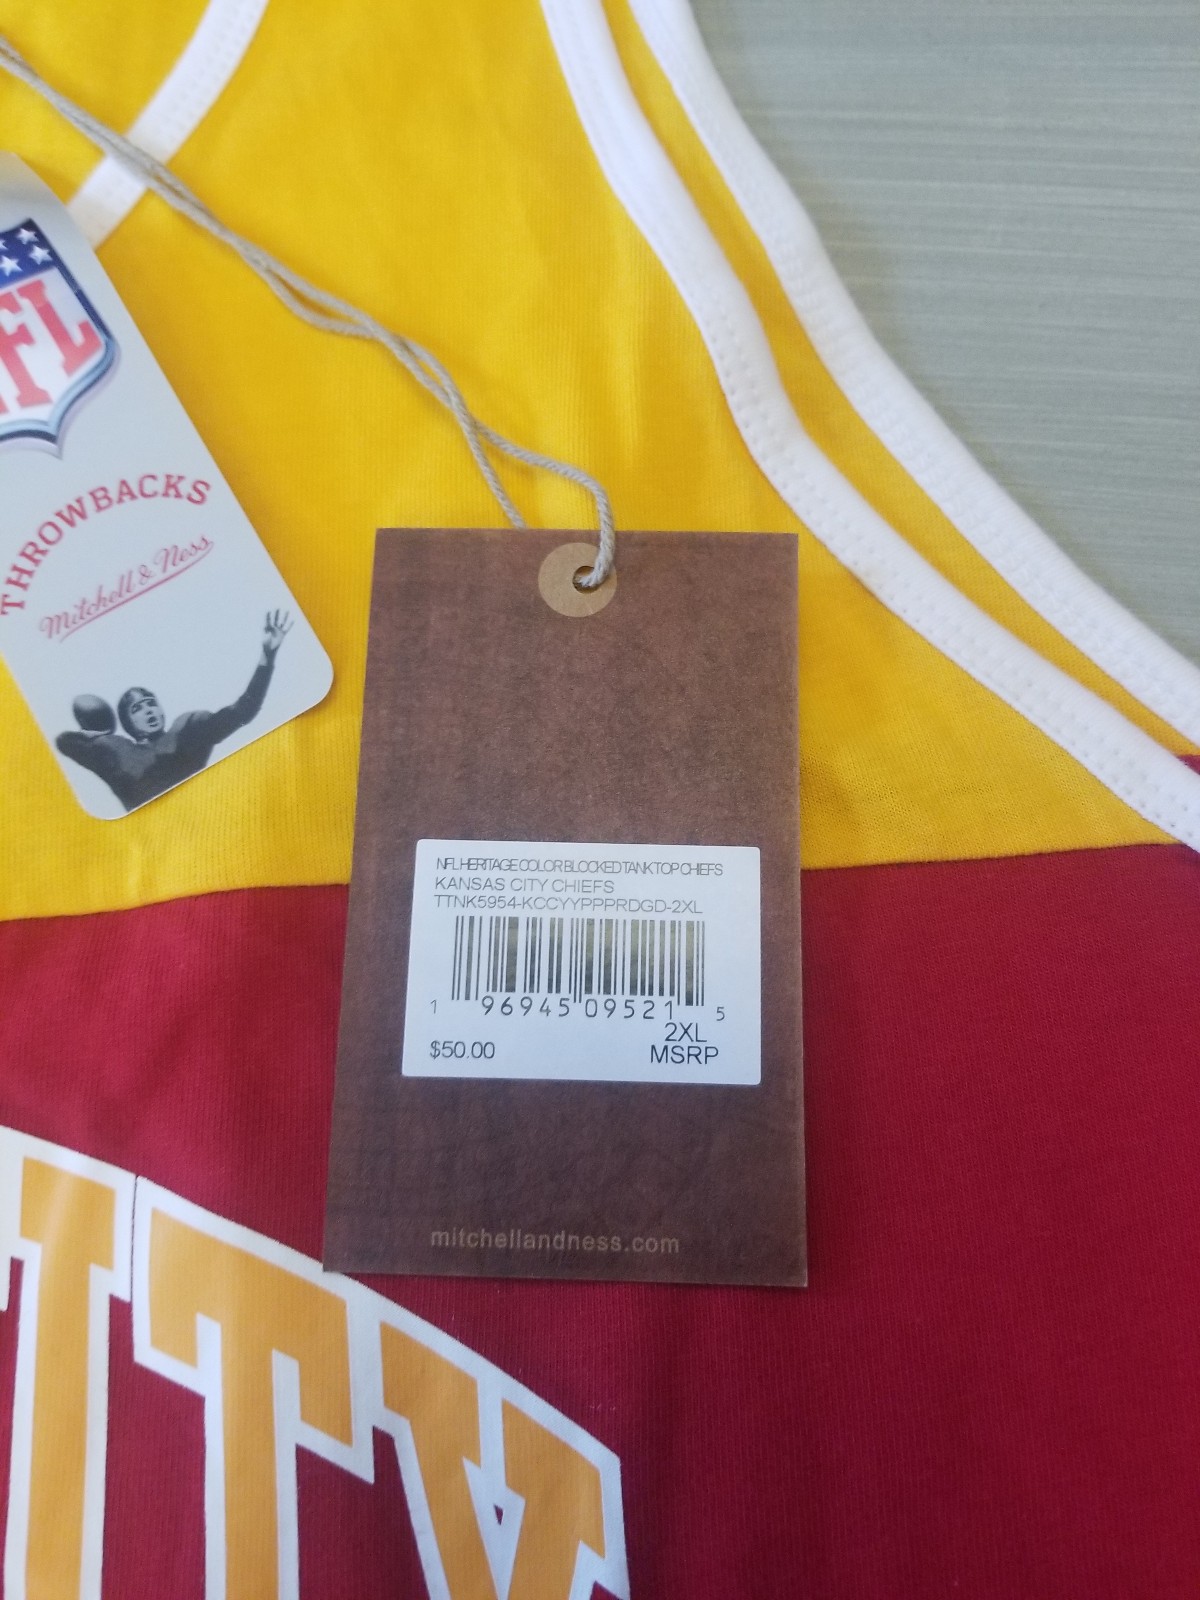 NFL
THROWBACKS
Mitchell & Ness
NFL HERITAGE COLOR BLOCKED TANK TOP CHIEFS
KANSAS CITY CHIEFS
TTNK5954-KCCYYPPPRDGD-2XL
1 96945 09521 5
2XL
$50.00 MSRP
mitchellandness.com
ITY